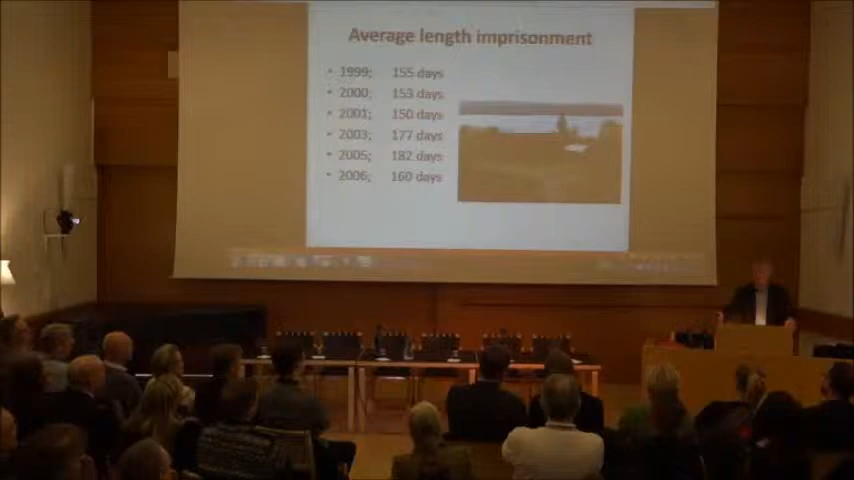 Average length imprisonment
• 1999; 155 days
• 2000; 153 days
• 2001; 150 days
• 2003; 177 days
• 2005; 182 days
• 2006; 160 days